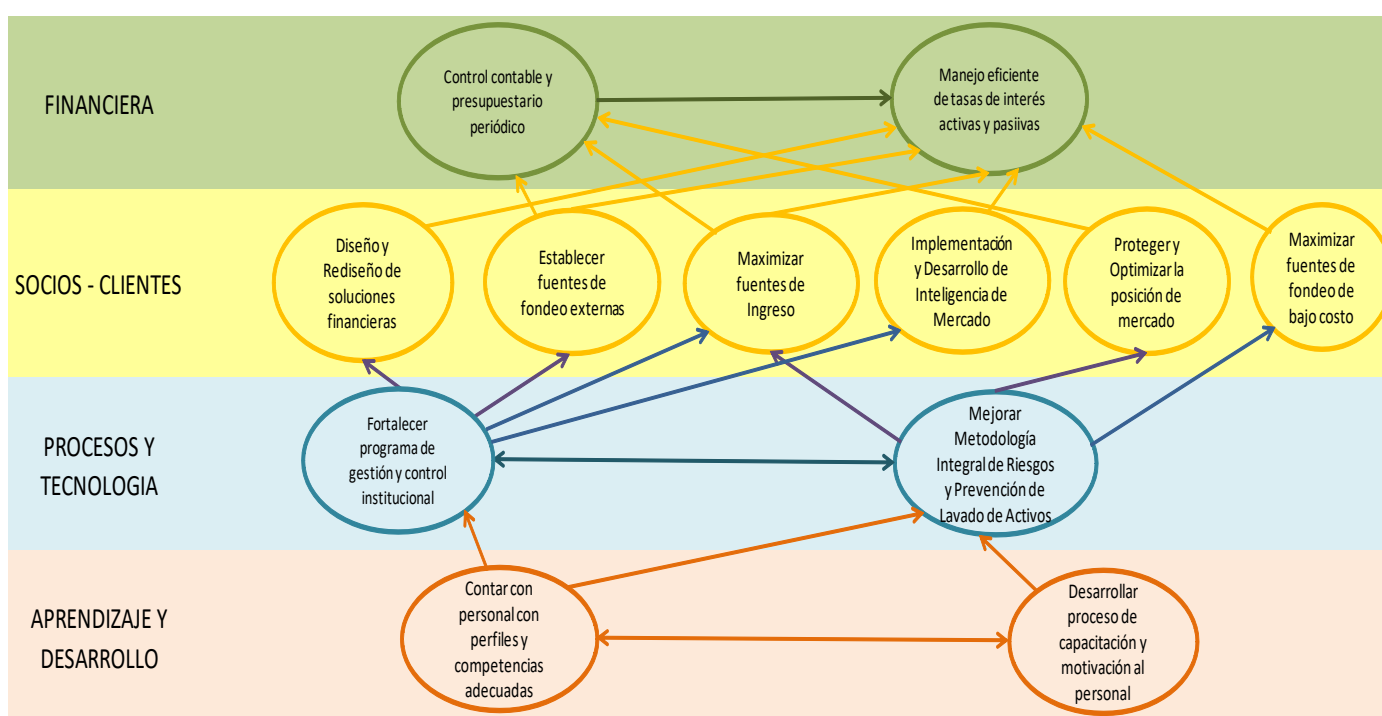 FINANCIERA
Control contable y
presupuestario
periódico
Manejo eficiente
de tasas de interés
activas y pasiivas
SOCIOS - CLIENTES
Diseño y
Rediseño de
soluciones
financieras
Establecer
fuentes de
fondeo externas
Maximizar
fuentes de
Ingreso
Implementación
y Desarrollo de
Inteligencia de
Mercado
Proteger y
Optimizar la
posición de
mercado
Maximizar
fuentes de
fondeo de
bajo costo
PROCESOS Y
TECNOLOGIA
Fortalecer
programa de
gestión y control
institucional
Mejorar
Metodología
Integral de Riesgos
y Prevención de
Lavado de Activos
APRENDIZAJE Y
DESARROLLO
Contar con
personal con
perfiles y
competencias
adecuadas
Desarrollar
proceso de
capacitación y
motivación al
personal